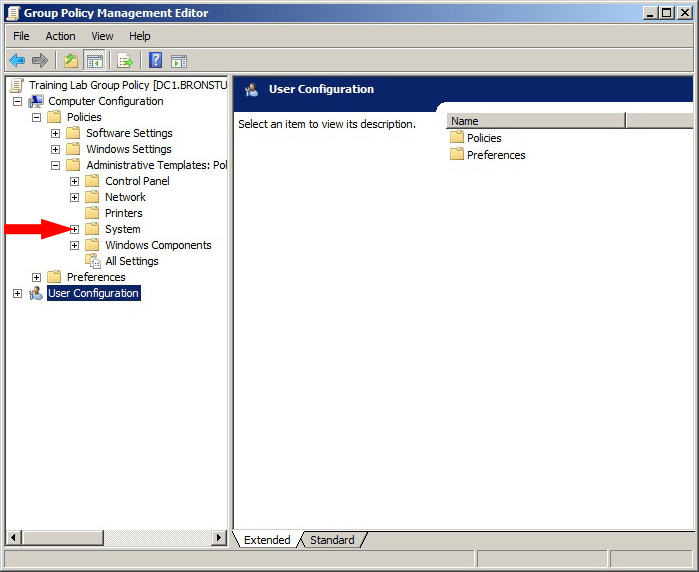 Group Policy Management Editor
File Action View Help
Training Lab Group Policy [DC1.BRONSTU
Computer Configuration
Policies
Software Settings
Windows Settings
Administrative Templates: Pol
Control Panel
Network
Printers
System
Windows Components
All Settings
Preferences
User Configuration
User Configuration
Select an item to view its description.
Name
Policies
Preferences
Extended Standard